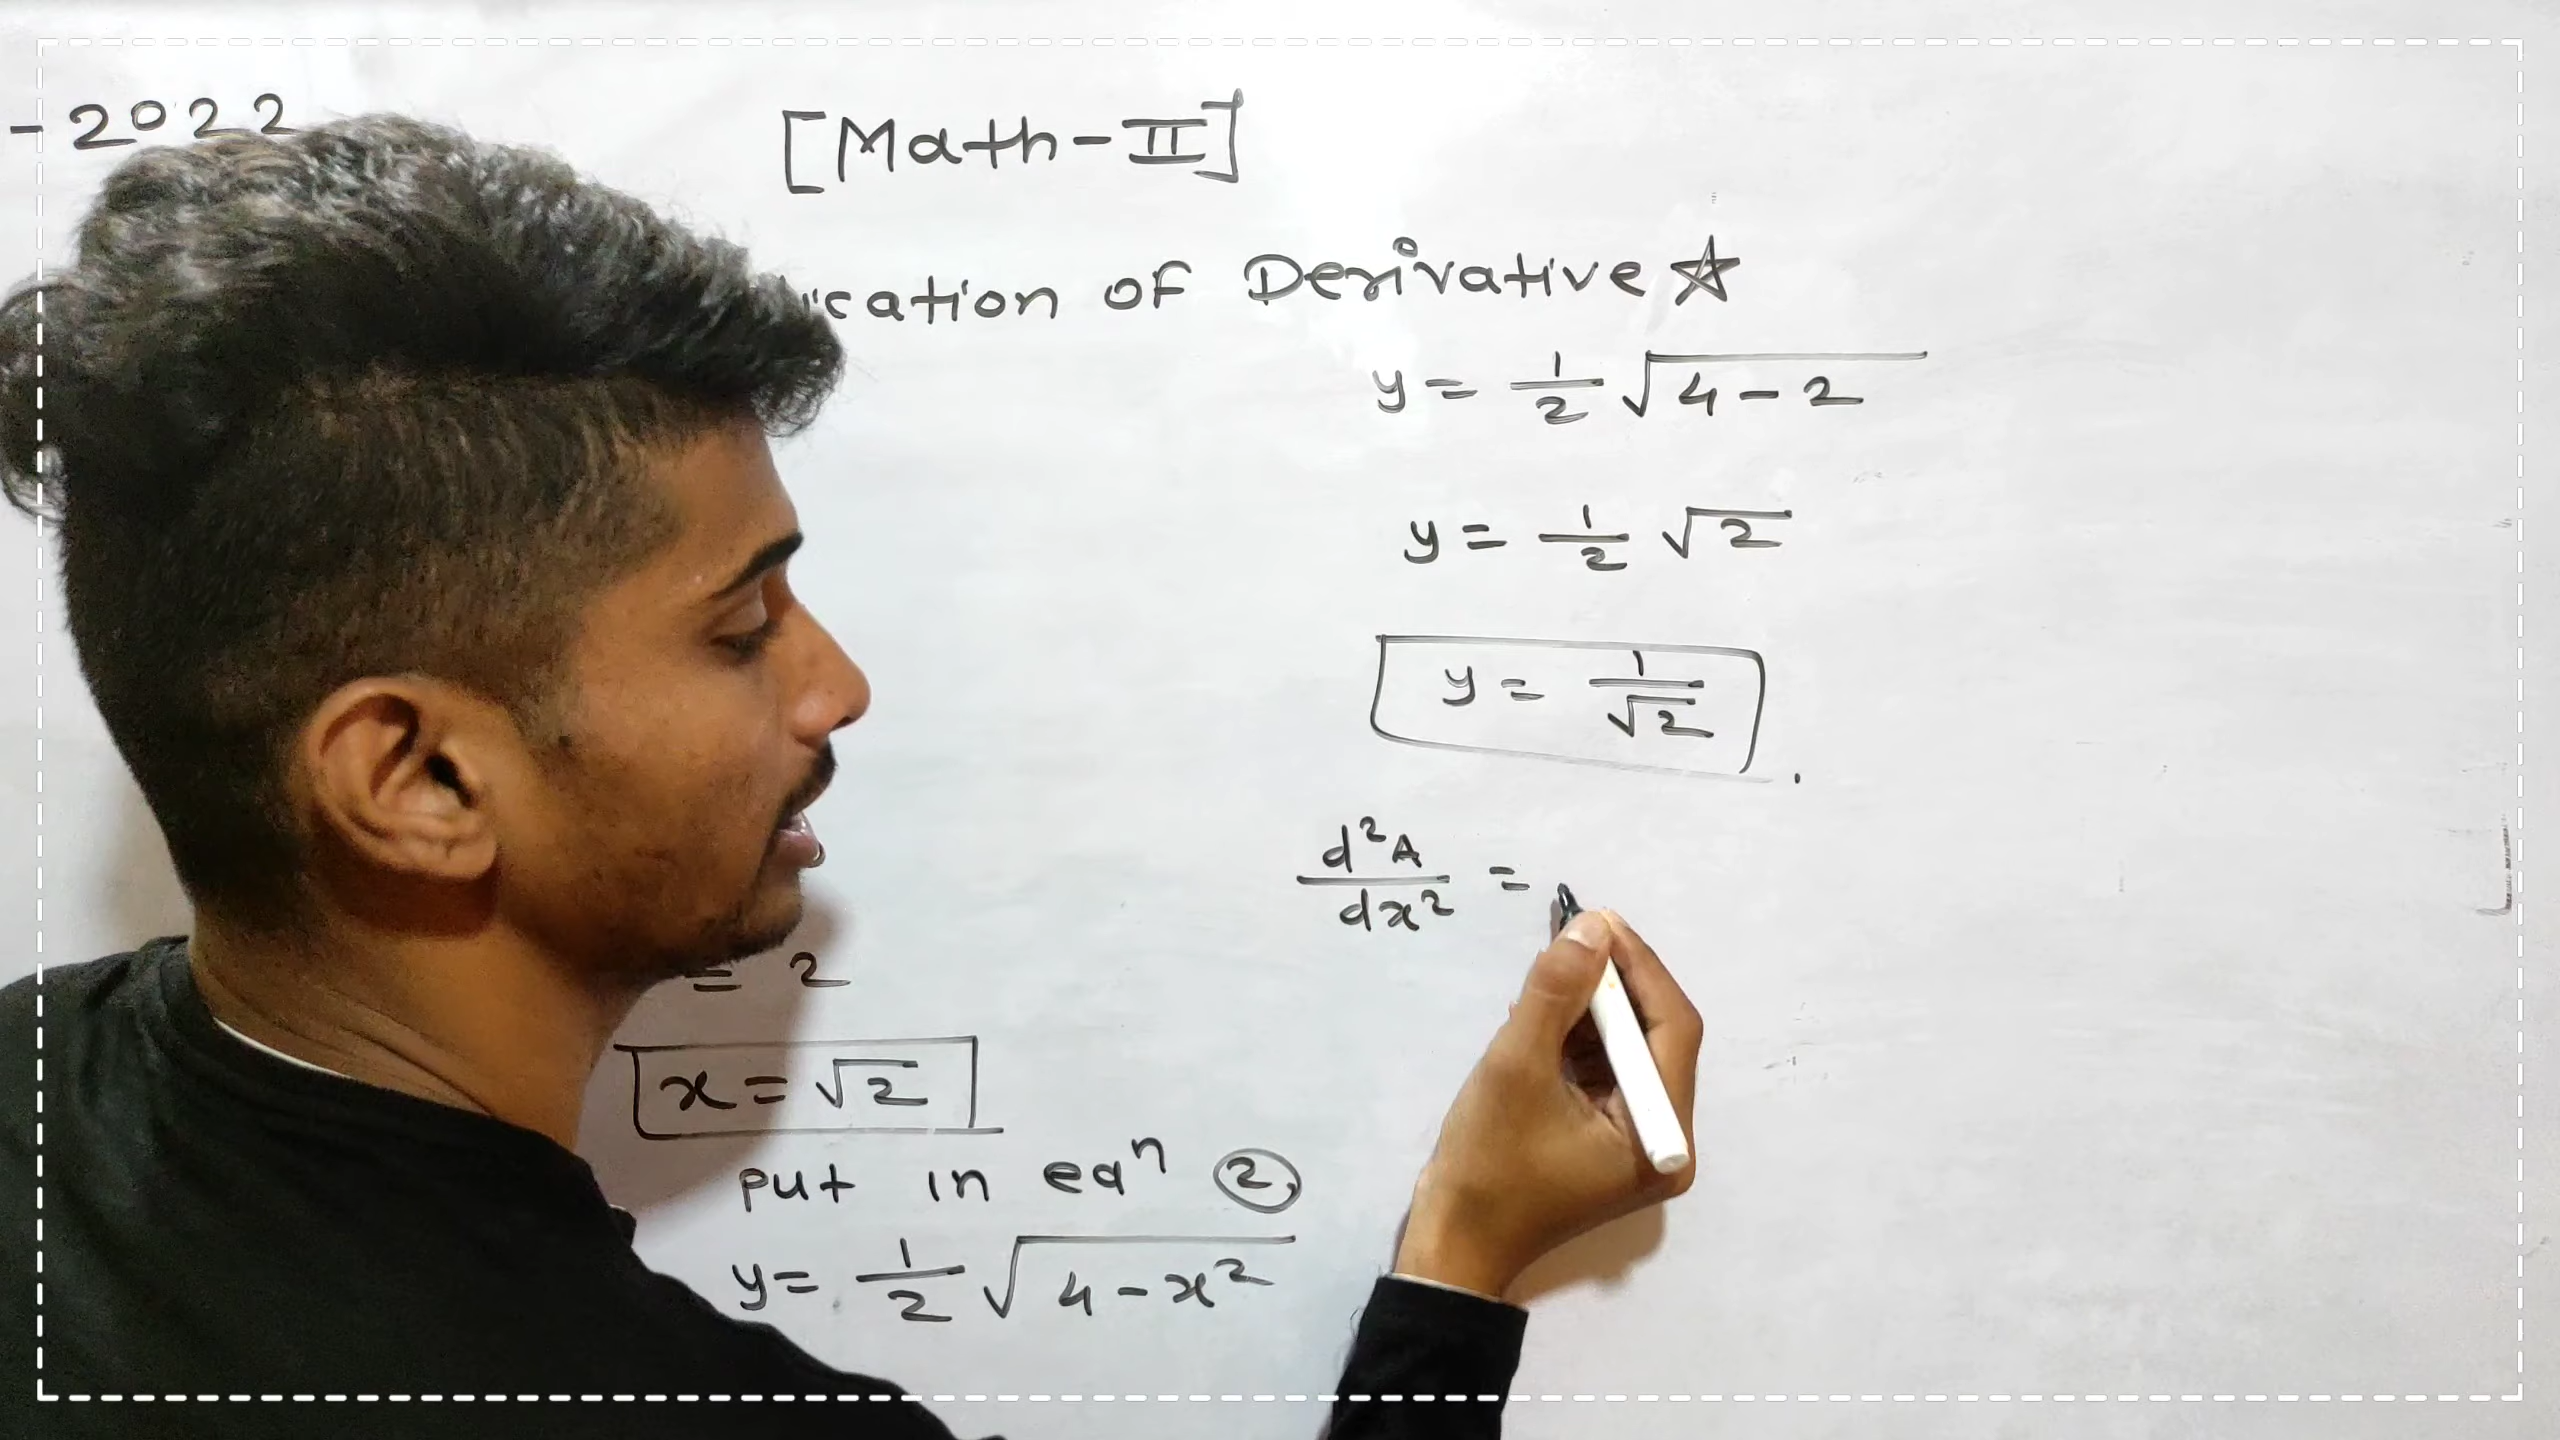 - 2022
[Math-II]
of Derivative ☆
y = 1/2 √(4 - 2)
y = 1/2 √2
y = 1/√2
d²A/dx² =
= 2
x = √2
put in eqⁿ ②
y = 1/2 √(4 - x²)